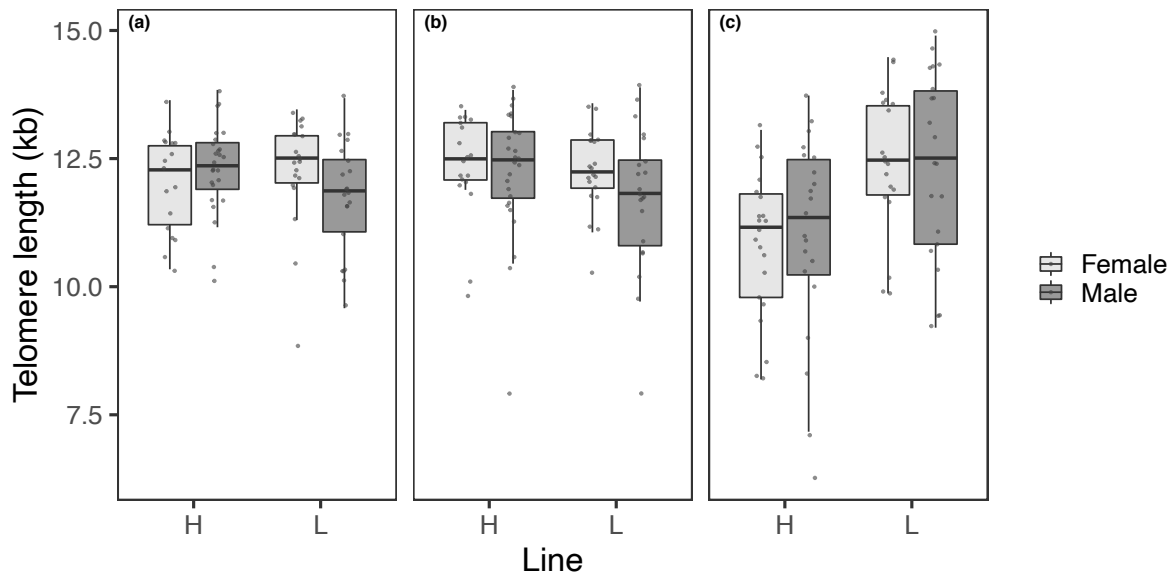 (a) (b) (c)
15.0
12.5
10.0
7.5
Telomere length (kb)
H L H L H L
Line
Female
Male